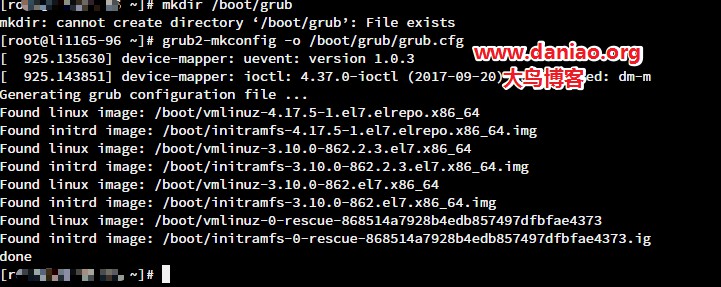 [root ~]# mkdir /boot/grub
mkdir: cannot create directory ‘/boot/grub’: File exists
[root@li1165-96 ~]# grub2-mkconfig -o /boot/grub/grub.cfg
[  925.135630] device-mapper: uevent: version 1.0.3
[  925.143851] device-mapper: ioctl: 4.37.0-ioctl (2017-09-20) ed: dm-m
www.daniao.org
大鸟博客
Generating grub configuration file ...
Found linux image: /boot/vmlinuz-4.17.5-1.el7.elrepo.x86_64
Found initrd image: /boot/initramfs-4.17.5-1.el7.elrepo.x86_64.img
Found linux image: /boot/vmlinuz-3.10.0-862.2.3.el7.x86_64
Found initrd image: /boot/initramfs-3.10.0-862.2.3.el7.x86_64.img
Found linux image: /boot/vmlinuz-3.10.0-862.el7.x86_64
Found initrd image: /boot/initramfs-3.10.0-862.el7.x86_64.img
Found linux image: /boot/vmlinuz-0-rescue-868514a7928b4edb857497dfbfae4373
Found initrd image: /boot/initramfs-0-rescue-868514a7928b4edb857497dfbfae4373.ig
done
[r ~]#